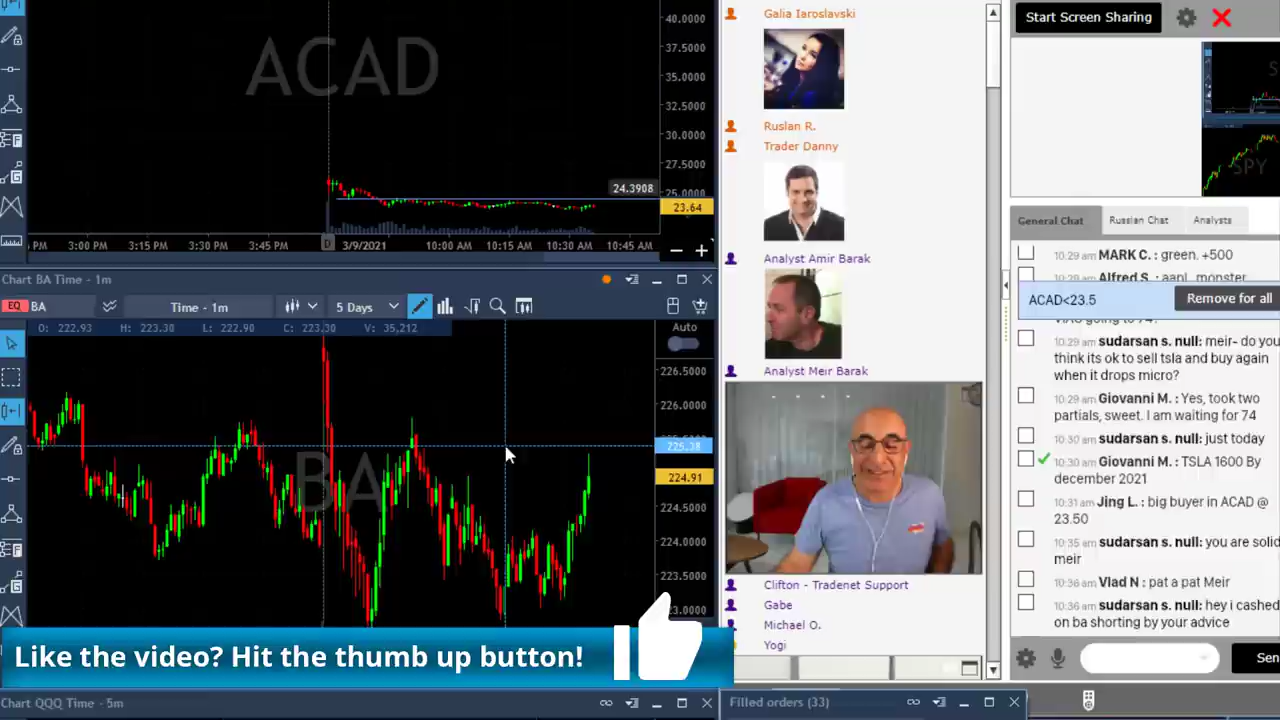 ACAD
40.0000
37.5000
35.0000
32.5000
30.0000
27.5000
25.0000
24.3908
23.64
PM 3:00 PM 3:15 PM 3:30 PM 3:45 PM D 3/9/2021 10:00 AM 10:15 AM 10:30 AM 10:45 AM
Chart BA Time - 1m
EQ BA Time - 1m 5 Days
O: 222.93 H: 223.30 L: 222.90 C: 223.30 V: 35,212
Auto
BA
226.5000
226.0000
225.38
224.91
224.5000
224.0000
223.5000
223.0000
Like the video? Hit the thumb up button!
Chart QQQ Time - 5m
Galia Iaroslavski
Ruslan R.
Trader Danny
Analyst Amir Barak
Analyst Meir Barak
Clifton - Tradenet Support
Gabe
Michael O.
Yogi
Filled orders (33)
Start Screen Sharing
SPY
General Chat Russian Chat Analysts
10:29 am MARK C. : green. +500
10:29 am Alfred S. : aapl monster
ACAD<23.5 Remove for all
10:29 am sudarsan s. null: meir- do you
think its ok to sell tsla and buy again
when it drops micro?
10:29 am Giovanni M. : Yes, took two
partials, sweet. I am waiting for 74
10:30 am sudarsan s. null: just today
10:30 am Giovanni M. : TSLA 1600 By
december 2021
10:31 am Jing L. : big buyer in ACAD @
23.50
10:35 am sudarsan s. null: you are solid
meir
10:36 am Vlad N : pat a pat Meir
10:36 am sudarsan s. null: hey i cashed
on ba shorting by your advice
Sen